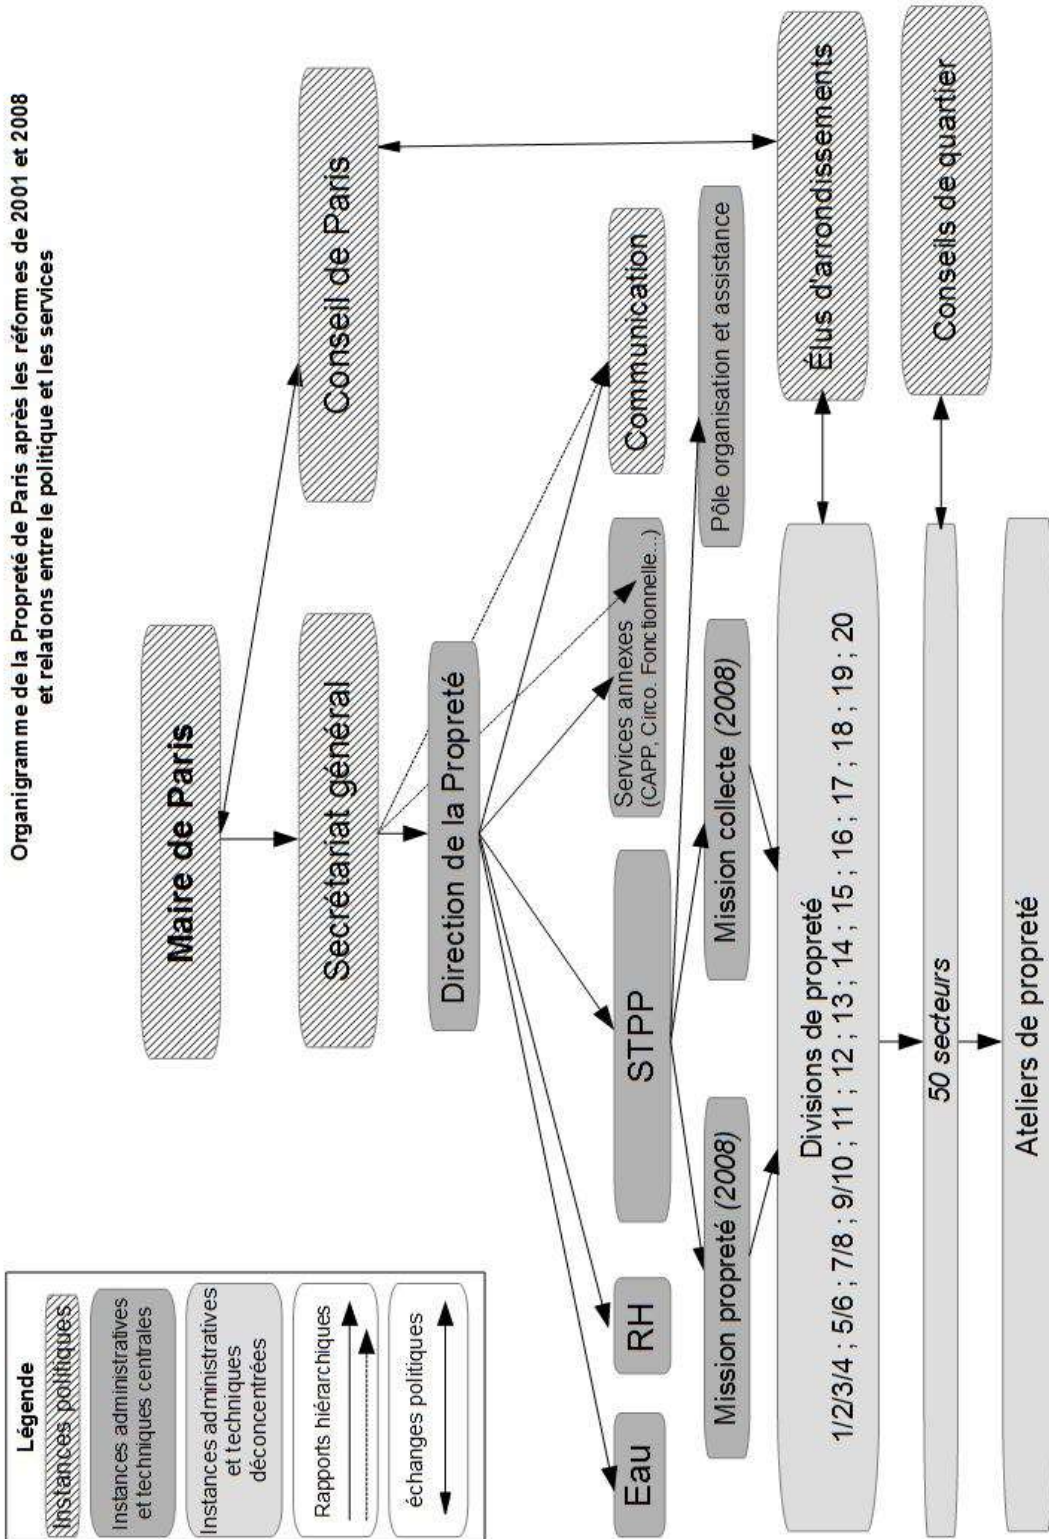 Organigramme de la Propreté de Paris après les réformes de 2001 et 2008
et relations entre le politique et les services
Légende
Instances politiques
Instances administratives
et techniques centrales
Instances administratives
et techniques
déconcentrées
Rapports hiérarchiques
échanges politiques
Maire de Paris
Secrétariat général
Conseil de Paris
Direction de la Propreté
Eau
RH
STPP
Services annexes
(CAPP, Circo. Fonctionnelle...)
Communication
Mission propreté (2008)
Mission collecte (2008)
Pôle organisation et assistance
Divisions de propreté
1/2/3/4 ; 5/6 ; 7/8 ; 9/10 ; 11 ; 12 ; 13 ; 14 ; 15 ; 16 ; 17 ; 18 ; 19 ; 20
Élus d'arrondissements
50 secteurs
Conseils de quartier
Ateliers de propreté